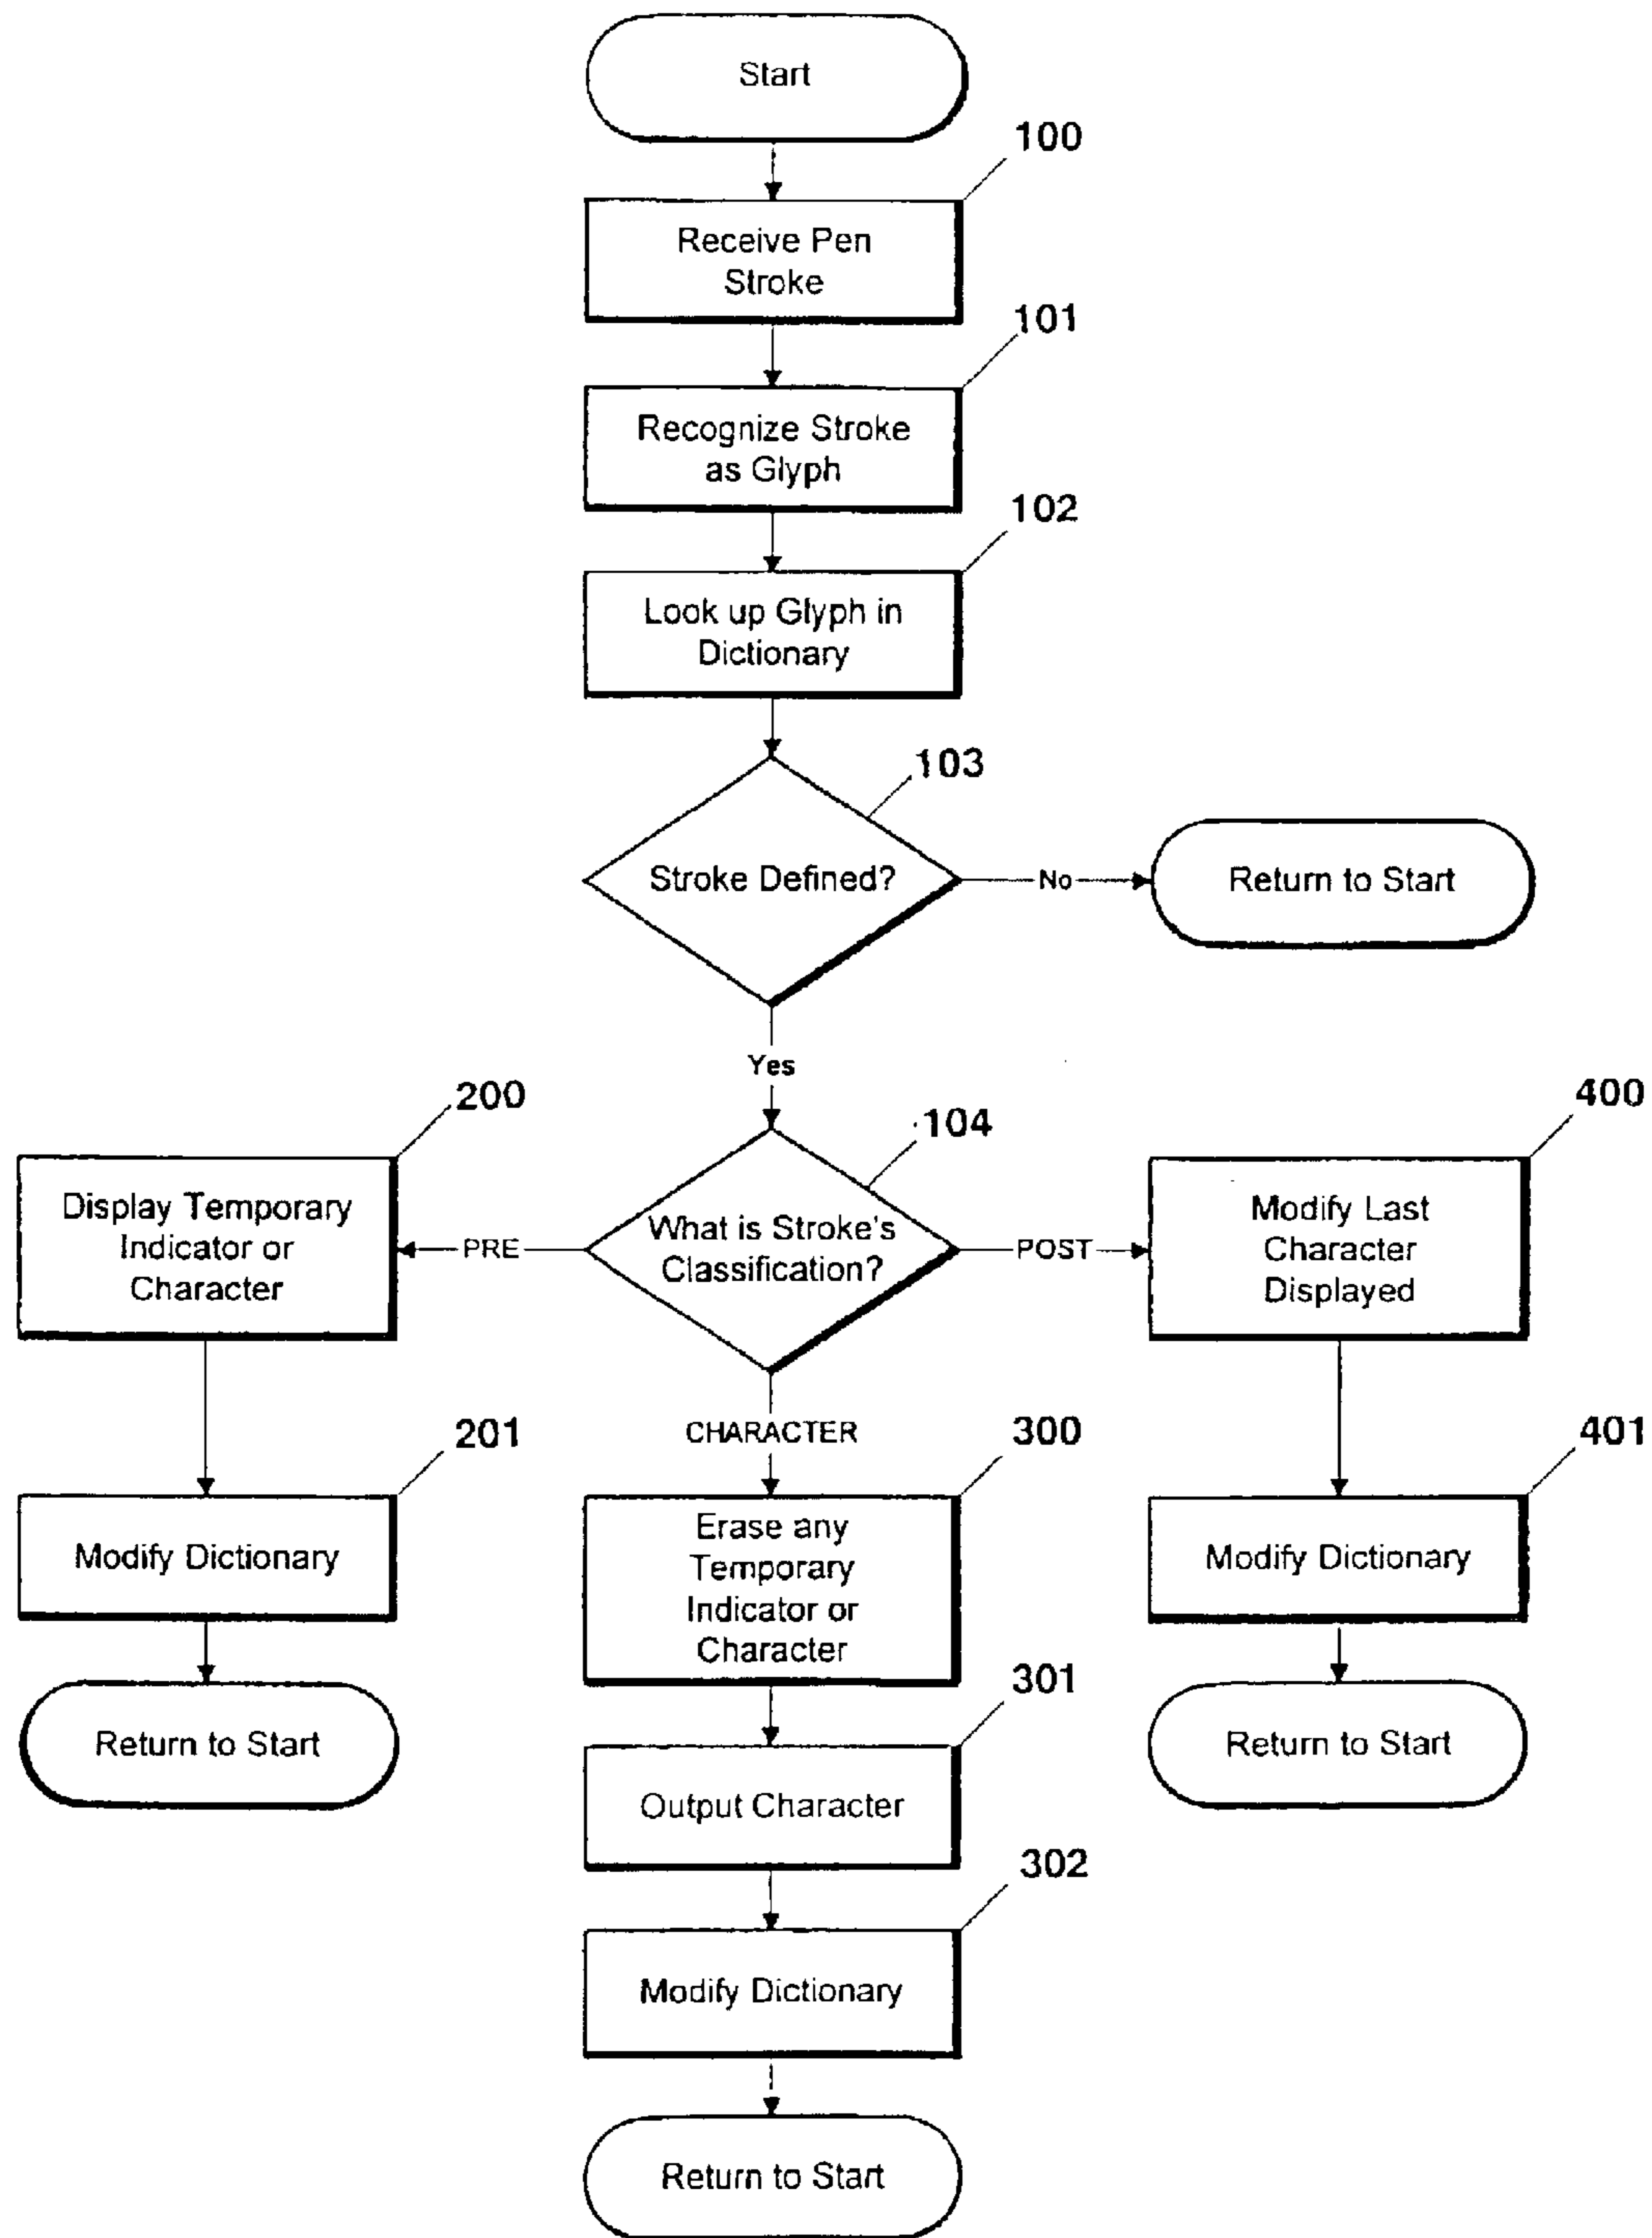 Start
100
Receive Pen
Stroke
101
Recognize Stroke
as Glyph
102
Look up Glyph in
Dictionary
103
Stroke Defined?
No
Return to Start
Yes
104
What is Stroke's
Classification?
PRE
200
Display Temporary
Indicator or
Character
201
Modify Dictionary
Return to Start
CHARACTER
300
Erase any
Temporary
Indicator or
Character
301
Output Character
302
Modify Dictionary
Return to Start
POST
400
Modify Last
Character
Displayed
401
Modify Dictionary
Return to Start